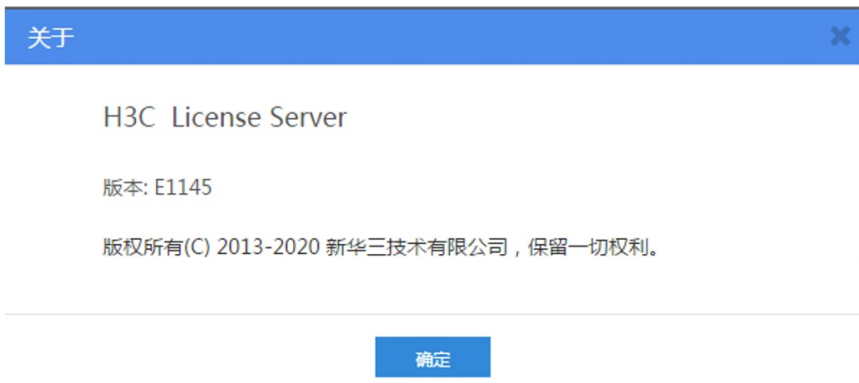 关于
H3C License Server
版本: E1145
版权所有(C) 2013-2020 新华三技术有限公司，保留一切权利。
确定